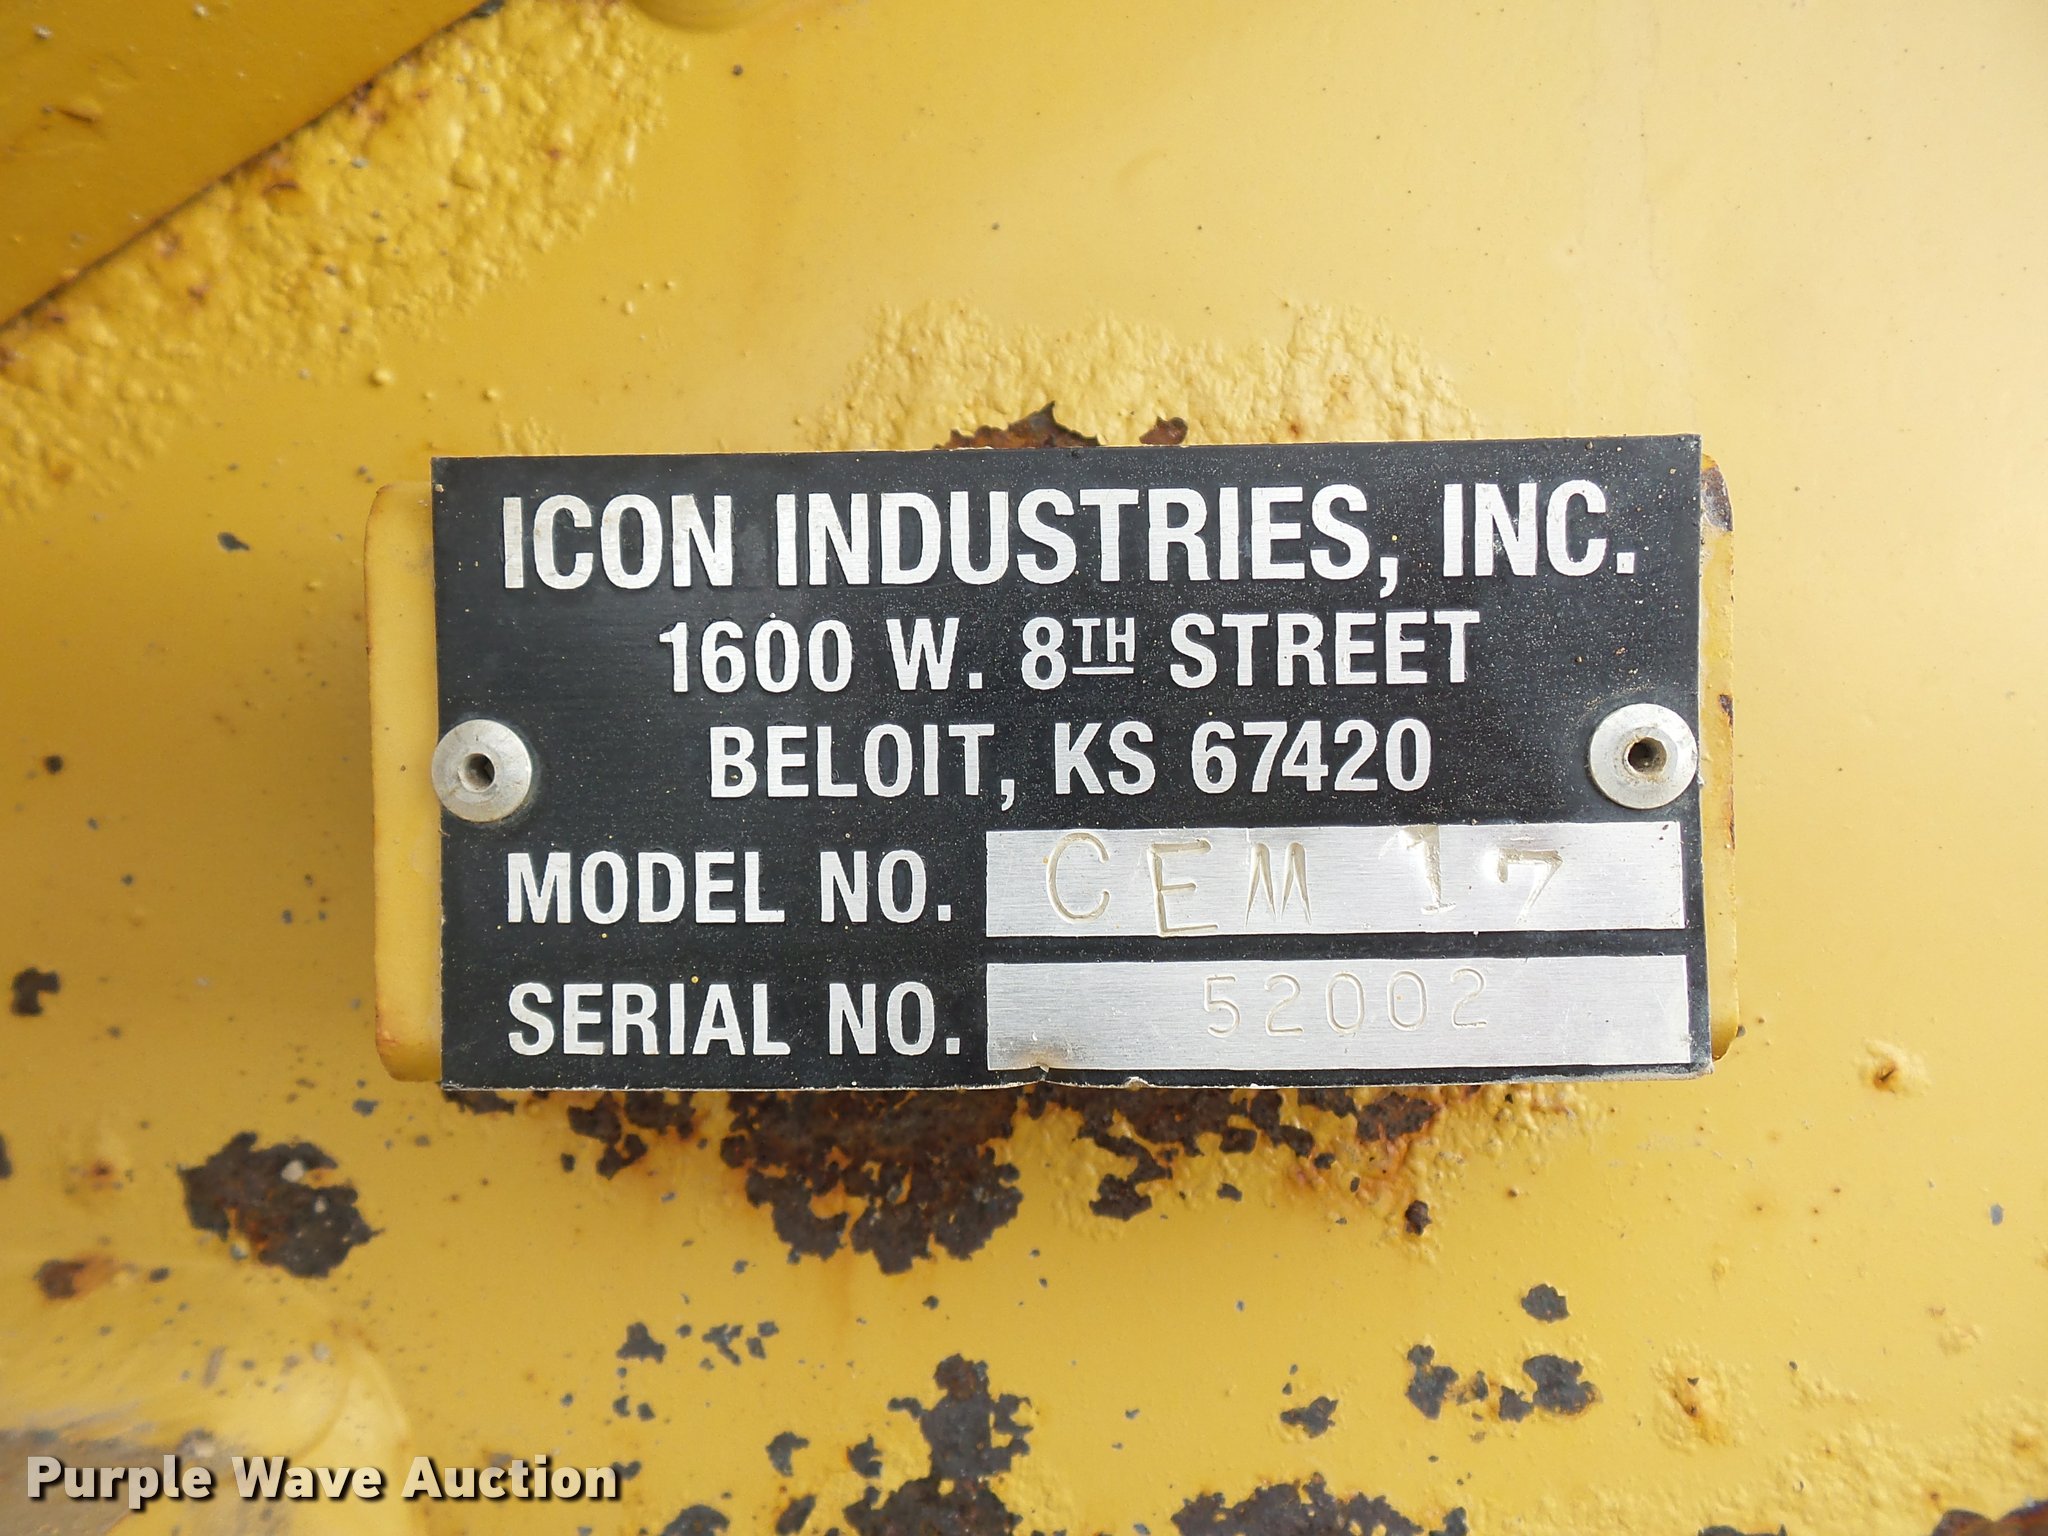 ICON INDUSTRIES, INC.
1600 W. 8TH STREET
BELOIT, KS 67420
MODEL NO. CEM 17
SERIAL NO. 52002
Purple Wave Auction